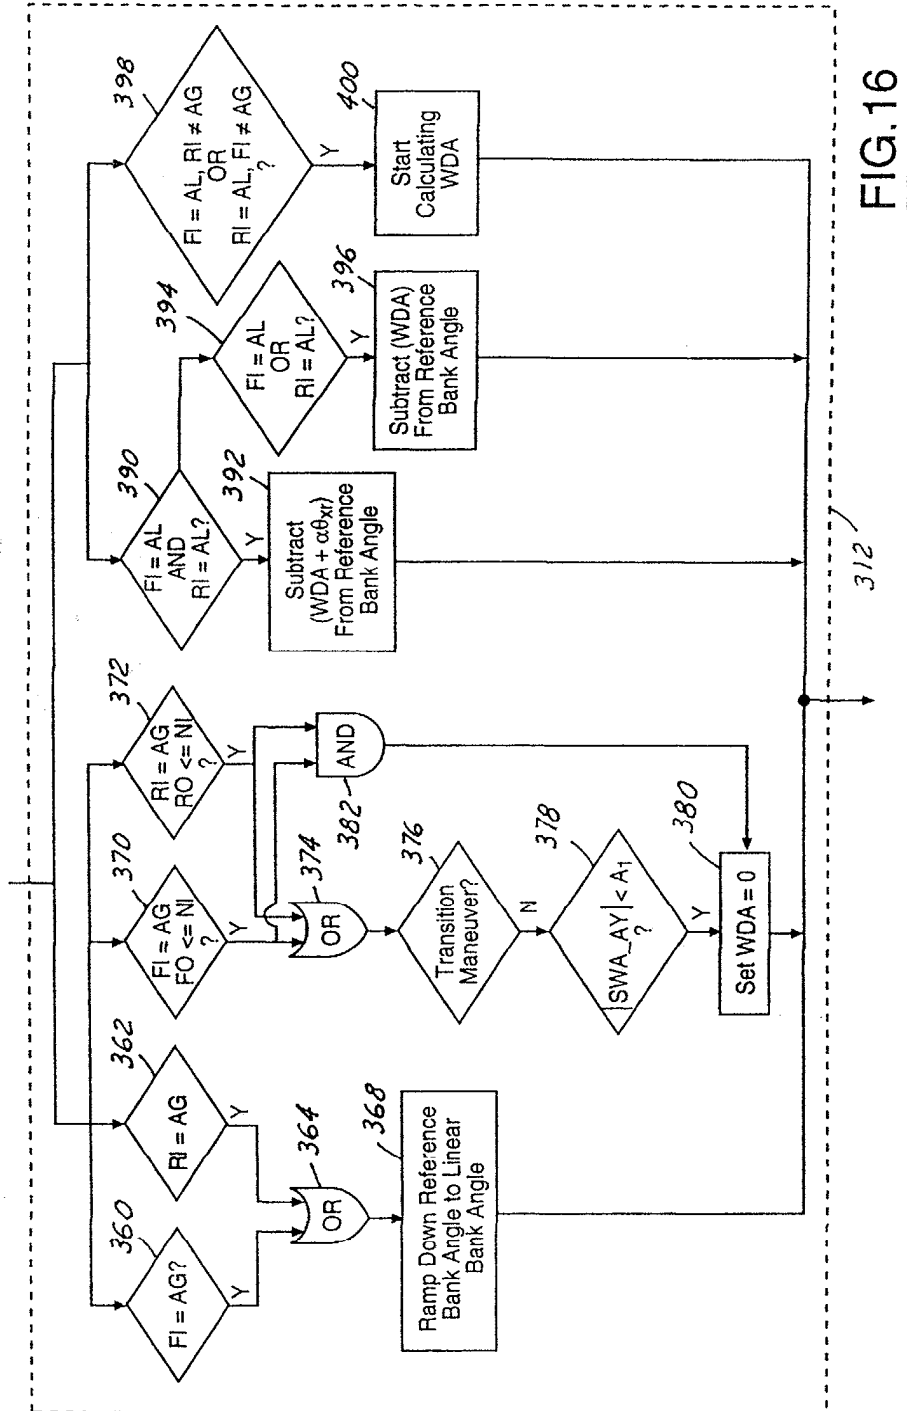 360
FI = AG?
Y
362
RI = AG
Y
364
OR
368
Ramp Down Reference
Bank Angle to Linear
Bank Angle
370
FI = AG
FO <= NI
?
Y
372
RI = AG
RO <= NI
?
Y
374
OR
382
AND
376
Transition
Maneuver?
N
378
|SWA_AY| < A1
?
Y
380
Set WDA = 0
390
FI = AL
AND
RI = AL?
Y
392
Subtract
(WDA + αθxr)
From Reference
Bank Angle
394
FI = AL
OR
RI = AL?
Y
396
Subtract (WDA)
From Reference
Bank Angle
398
FI = AL, RI ≠ AG
OR
RI = AL, FI ≠ AG
?
Y
400
Start
Calculating
WDA
312
FIG.16